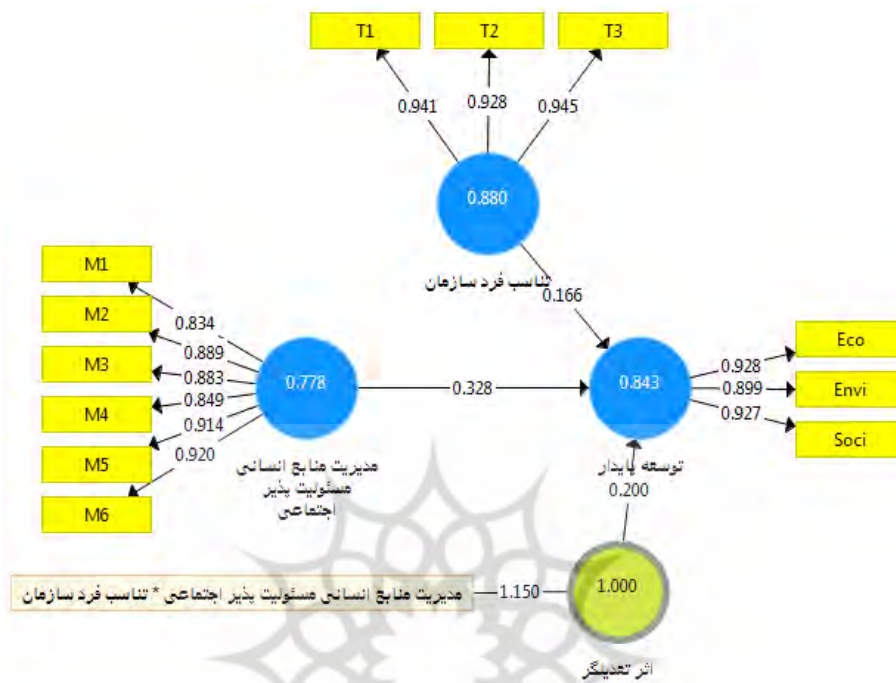 T1
T2
T3
0.941
0.928
0.945
0.880
تناسب فرد سازمان
0.166
M1
M2
M3
M4
M5
M6
0.834
0.889
0.883
0.849
0.914
0.920
0.778
مدیریت منابع انسانی
مسئولیت پذیر
اجتماعی
0.328
0.843
توسعه پایدار
0.928
0.899
0.927
Eco
Envi
Soci
0.200
مدیریت منابع انسانی مسئولیت پذیر اجتماعی * تناسب فرد سازمان
1.150
1.000
اثر تعدیلگر